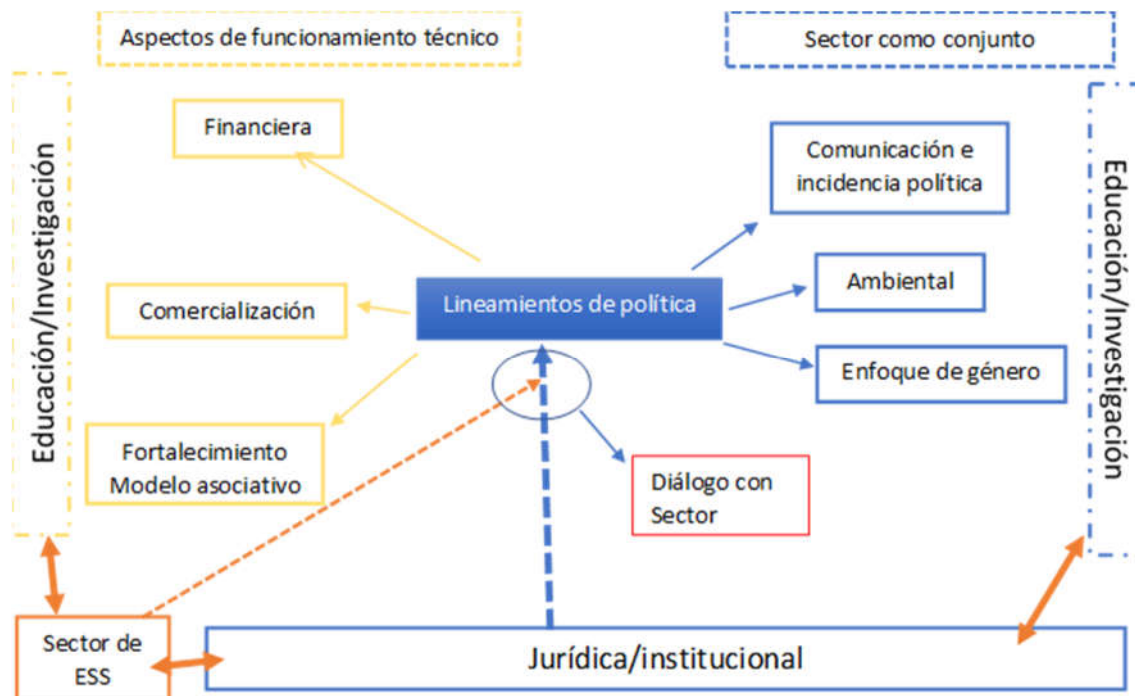 Aspectos de funcionamiento técnico
Sector como conjunto
Educación/Investigación
Financiera
Comunicación e
incidencia política
Educación/Investigación
Comercialización
Lineamientos de política
Ambiental
Enfoque de género
Fortalecimiento
Modelo asociativo
Diálogo con
Sector
Sector de
ESS
Jurídica/institucional